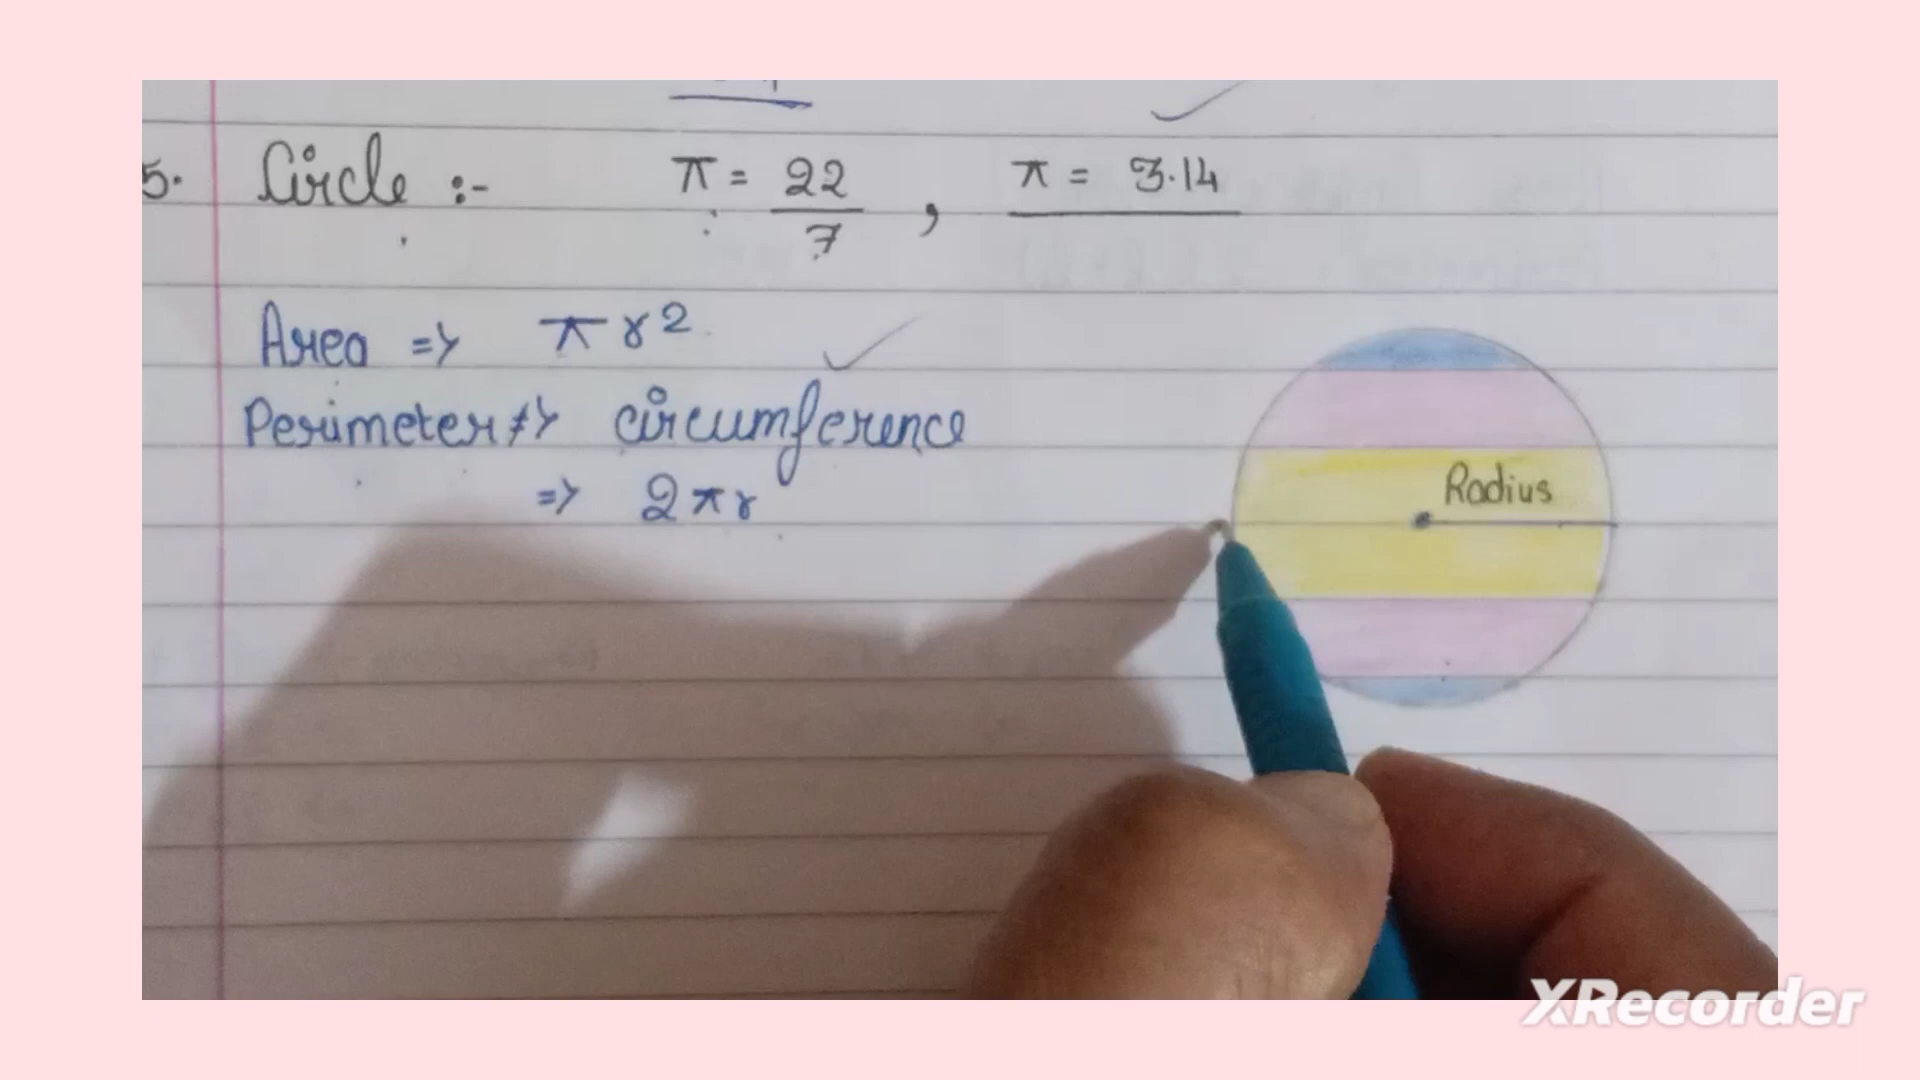 5. Circle :- π = 22/7 , π = 3.14
Area => πr²
Perimeter => circumference
=> 2πr
Radius
XRecorder